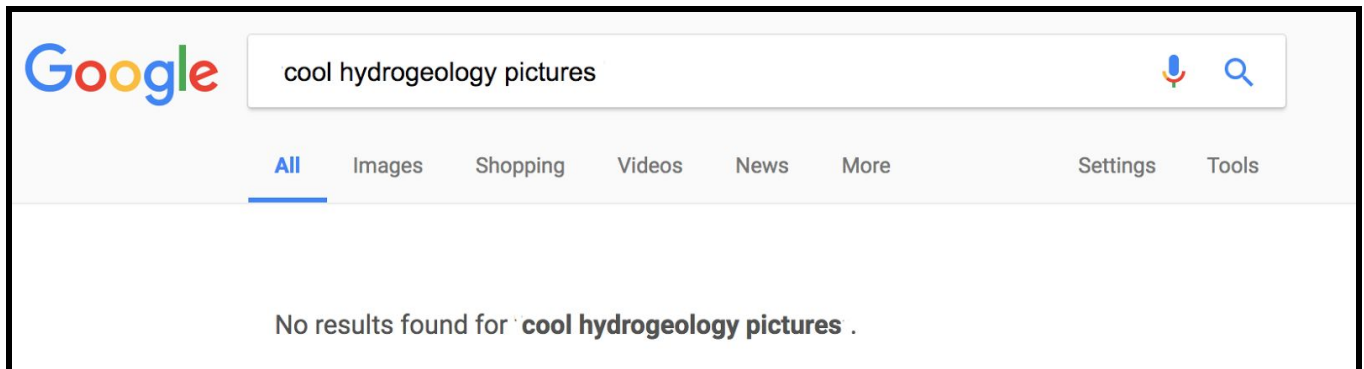 Google cool hydrogeology pictures
All Images Shopping Videos News More Settings Tools
No results found for cool hydrogeology pictures .